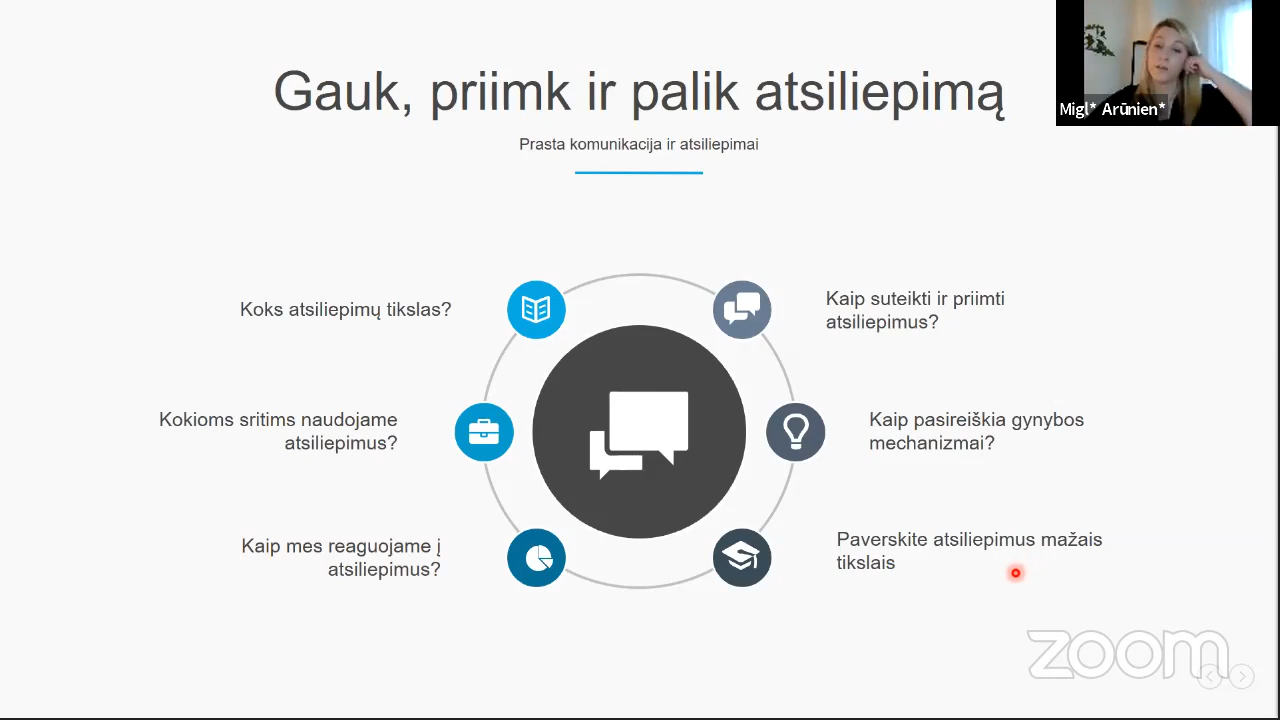 Gauk, priimk ir palik atsiliepimą
Prasta komunikacija ir atsiliepimai
Migl* Arūnien*
Koks atsiliepimų tikslas?
Kaip suteikti ir priimti
atsiliepimus?
Kokioms sritims naudojame
atsiliepimus?
Kaip pasireiškia gynybos
mechanizmai?
Kaip mes reaguojame į
atsiliepimus?
Paverskite atsiliepimus mažais
tikslais
zoom